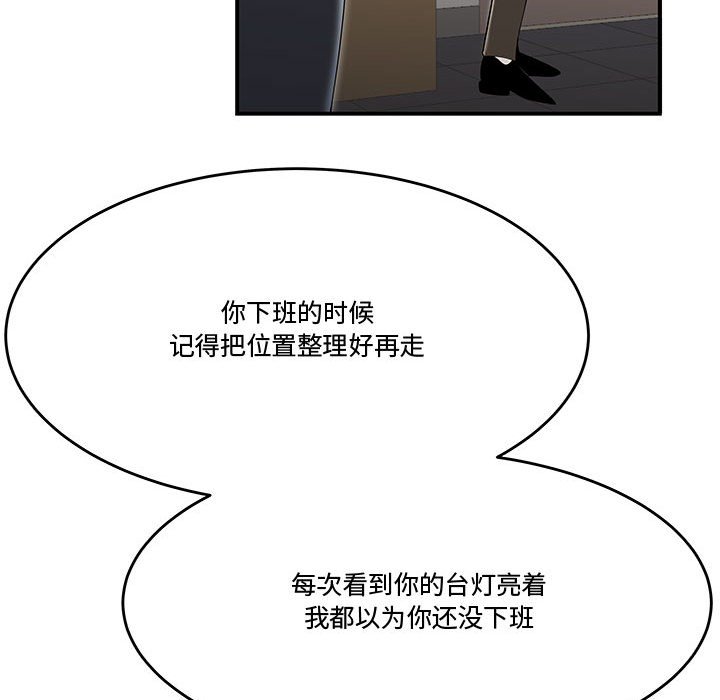 你下班的时候
记得把位置整理好再走
每次看到你的台灯亮着
我都以为你还没下班